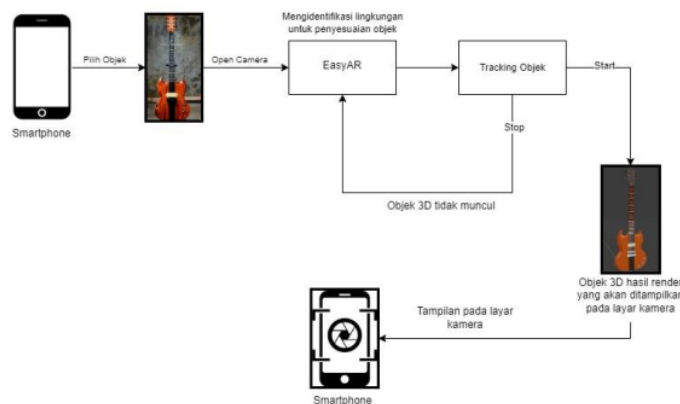 Mengidentifikasi lingkungan
untuk penyesuaian objek
Pilih Objek
Open Camera
EasyAR
Tracking Objek
Start
Smartphone
Stop
Objek 3D tidak muncul
Objek 3D hasil render
yang akan ditampilkan
pada layar kamera
Tampilan pada layar
kamera
Smartphone